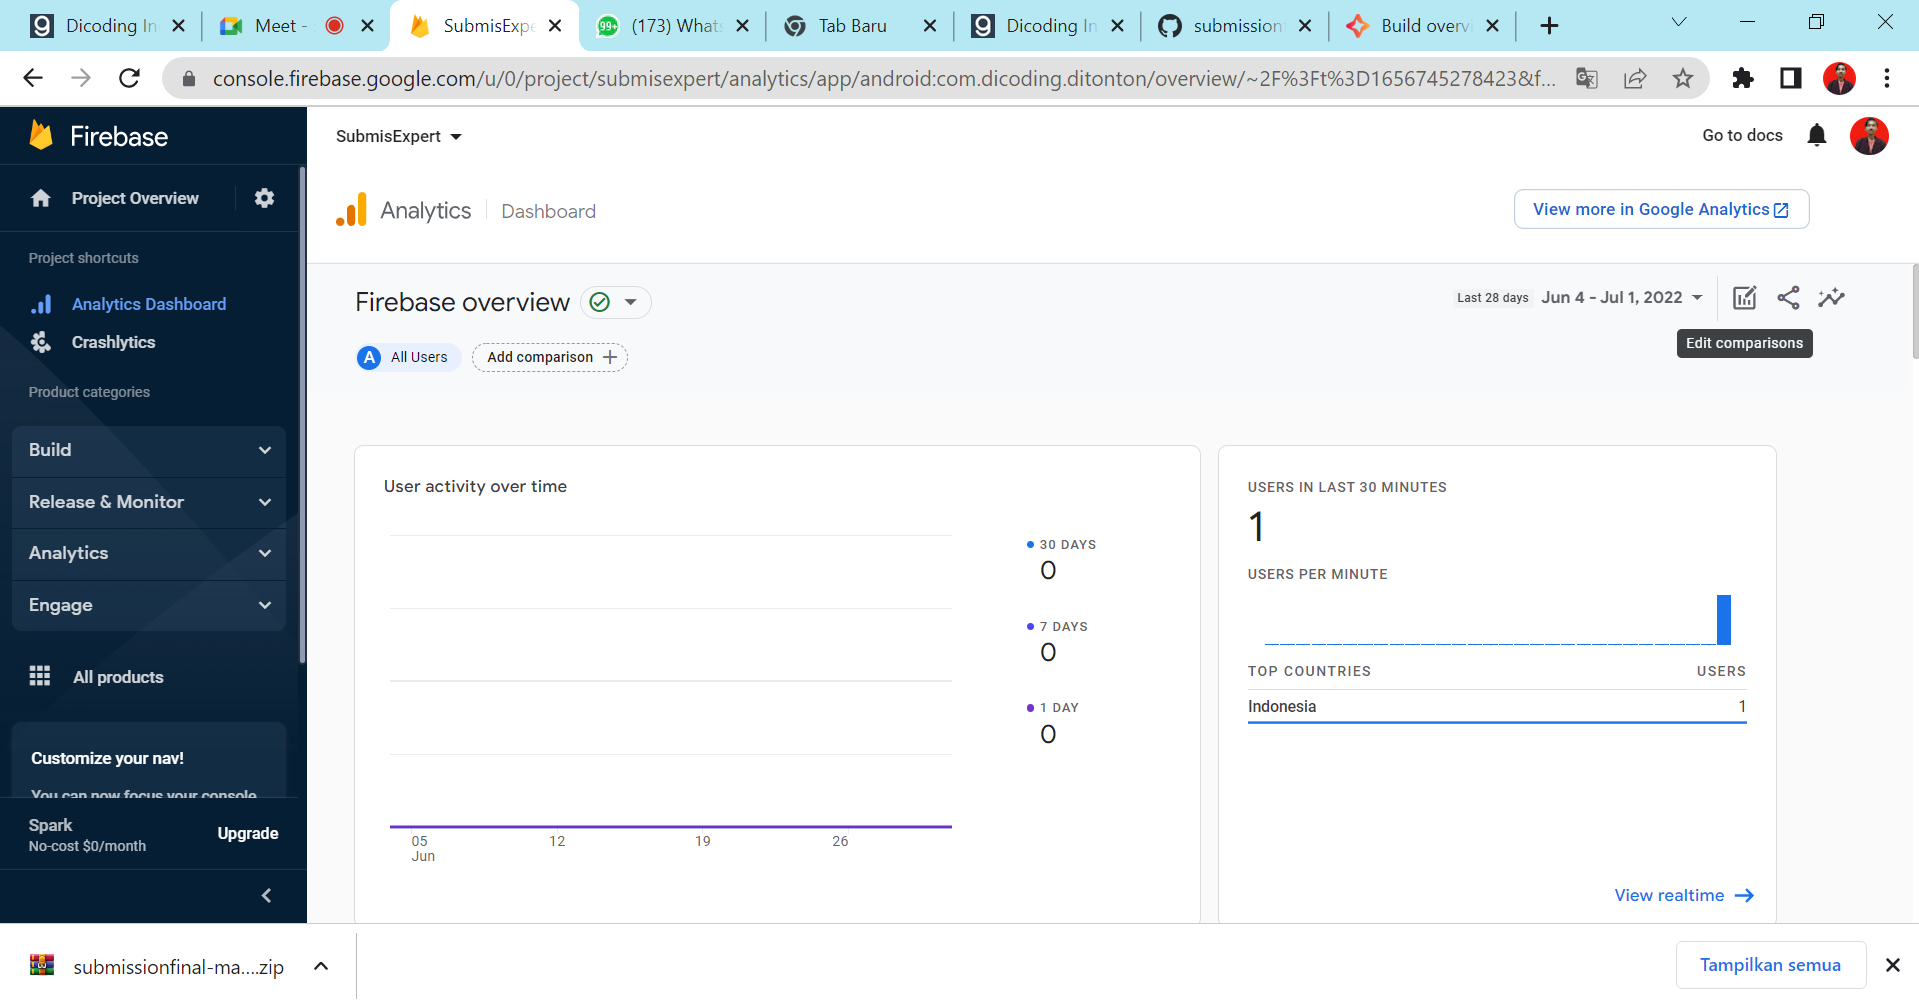 Dicoding In
Meet -
SubmisExpe
99+
(173) Whats
Tab Baru
Dicoding In
submission
Build overvi
console.firebase.google.com/u/0/project/submisexpert/analytics/app/android:com.dicoding.ditonton/overview/~2F%3Ft%3D1656745278423&f...
Firebase
SubmisExpert
Go to docs
Project Overview
Analytics
Dashboard
View more in Google Analytics
Project shortcuts
Analytics Dashboard
Crashlytics
Product categories
Build
Release & Monitor
Analytics
Engage
All products
Customize your nav!
You can now focus your console
Spark
No-cost $0/month
Upgrade
Firebase overview
Last 28 days
Jun 4 - Jul 1, 2022
Edit comparisons
A
All Users
Add comparison
User activity over time
30 DAYS
0
7 DAYS
0
1 DAY
0
05
Jun
12
19
26
USERS IN LAST 30 MINUTES
1
USERS PER MINUTE
TOP COUNTRIES
USERS
Indonesia
1
View realtime
submissionfinal-ma....zip
Tampilkan semua